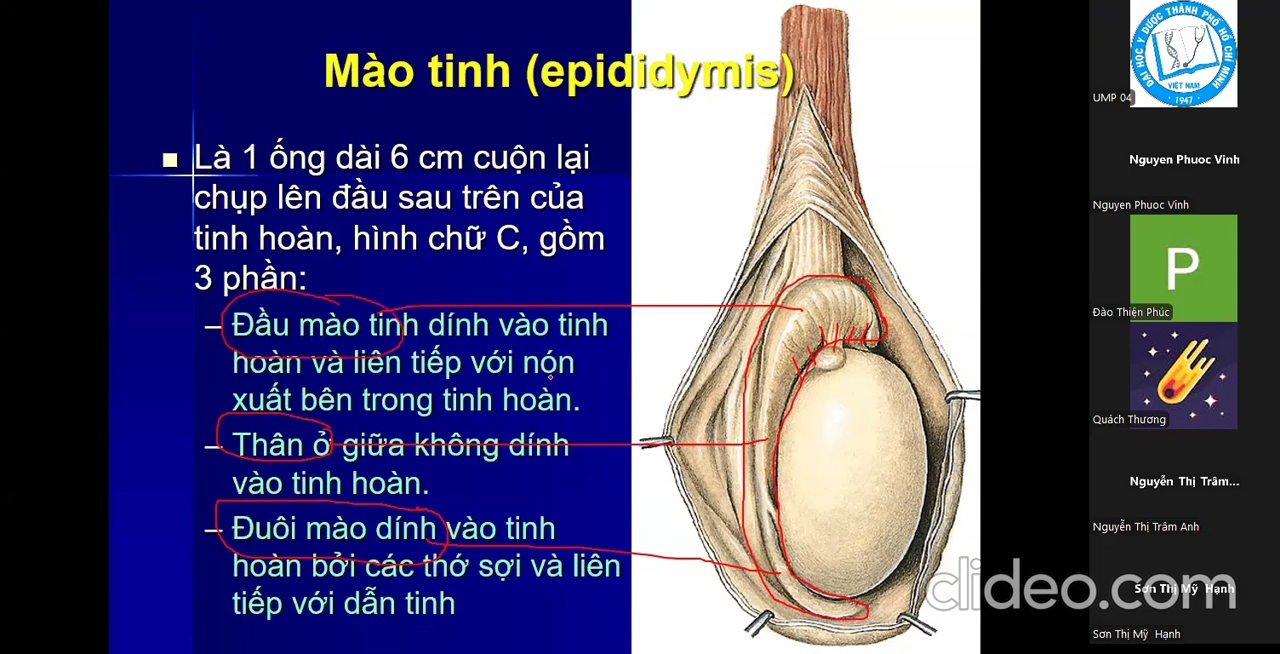 Mào tinh (epididymis)
Là 1 ống dài 6 cm cuộn lại
chụp lên đầu sau trên của
tinh hoàn, hình chữ C, gồm
3 phần:
– Đầu mào tinh dính vào tinh
hoàn và liên tiếp với nón
xuất bên trong tinh hoàn.
– Thân ở giữa không dính
vào tinh hoàn.
– Đuôi mào dính vào tinh
hoàn bởi các thớ sợi và liên
tiếp với dẫn tinh
ĐẠI HỌC Y DƯỢC THÀNH PHỐ HỒ CHÍ MINH
VIỆT NAM
1947
UMP 04
Nguyen Phuoc Vinh
Nguyen Phuoc Vinh
P
Đào Thiện Phúc
Quách Thương
Nguyễn Thị Trâm...
Nguyễn Thị Trâm Anh
clideo.com
Sơn Thị Mỹ Hạnh
Sơn Thị Mỹ Hạnh